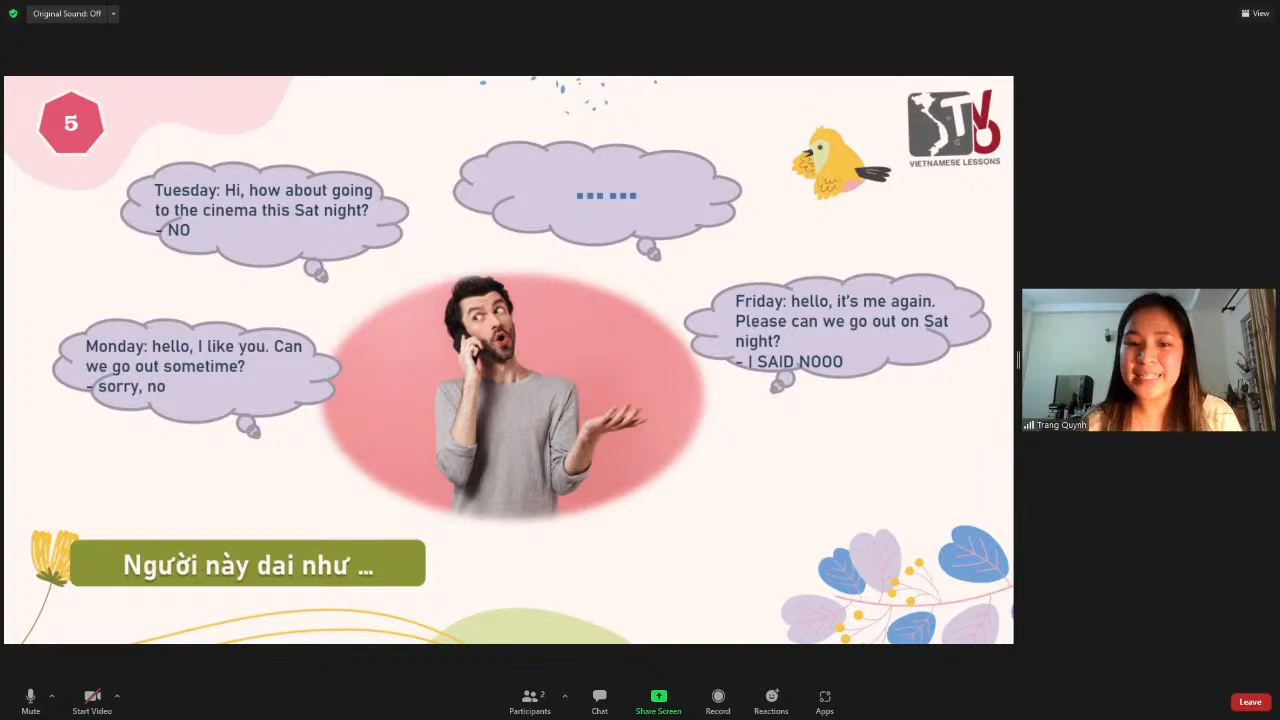 Original Sound: Off
View
5
TVO
VIETNAMESE LESSONS
Tuesday: Hi, how about going
to the cinema this Sat night?
- NO
.......
Monday: hello, I like you. Can
we go out sometime?
- sorry, no
Friday: hello, it's me again.
Please can we go out on Sat
night?
- I SAID NOOO
Người này dai như ...
Trang Quynh
Mute
Start Video
Participants
2
Chat
Share Screen
Record
Reactions
Apps
Leave